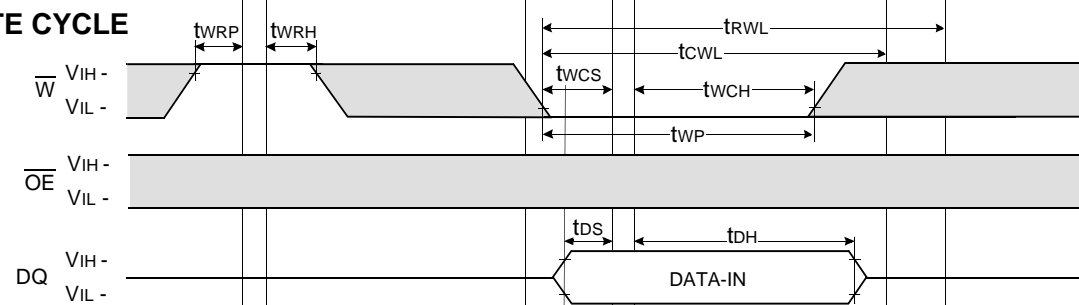 TE CYCLE
tWRP
tWRH
tRWL
tCWL
tWCS
tWCH
tWP
W
VIH -
VIL -
OE
VIH -
VIL -
tDS
tDH
DQ
VIH -
VIL -
DATA-IN